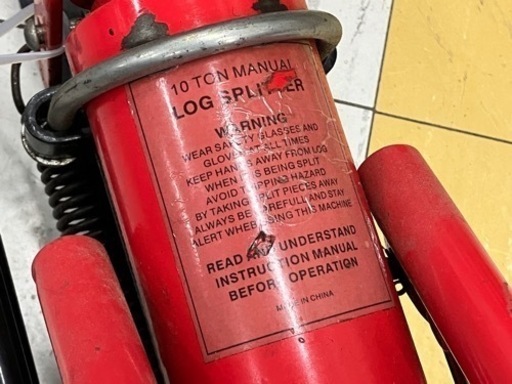 10 TON MANUAL
LOG SPLITTER
WARNING
WEAR SAFETY GLASSES AND
GLOVES AT ALL TIMES
KEEP HANDS AWAY FROM LOG
WHEN IT IS BEING SPLIT
AVOID TRIPPING HAZARD
BY TAKING SPLIT PIECES AWAY
ALWAYS BE CAREFULL AND STAY
ALERT WHEB USING THIS MACHINE
READ AND UNDERSTAND
INSTRUCTION MANUAL
BEFORE OPERATION
MADE IN CHINA